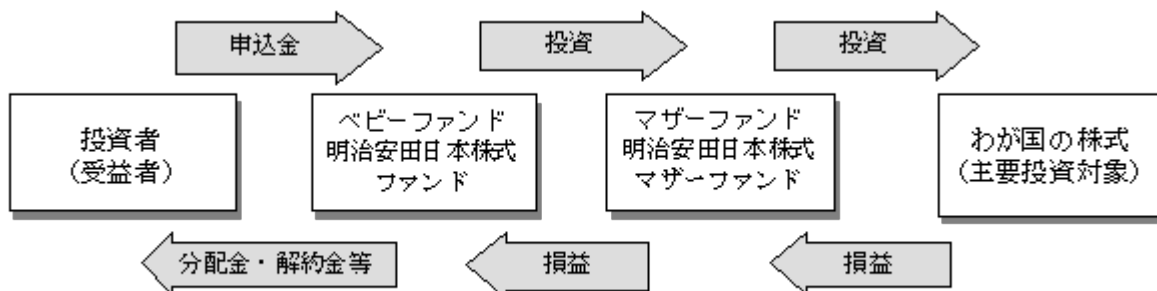 申込金
投資
投資
投資者
(受益者)
ベビーファンド
明治安田日本株式
ファンド
マザーファンド
明治安田日本株式
マザーファンド
わが国の株式
(主要投資対象)
分配金・解約金等
損益
損益